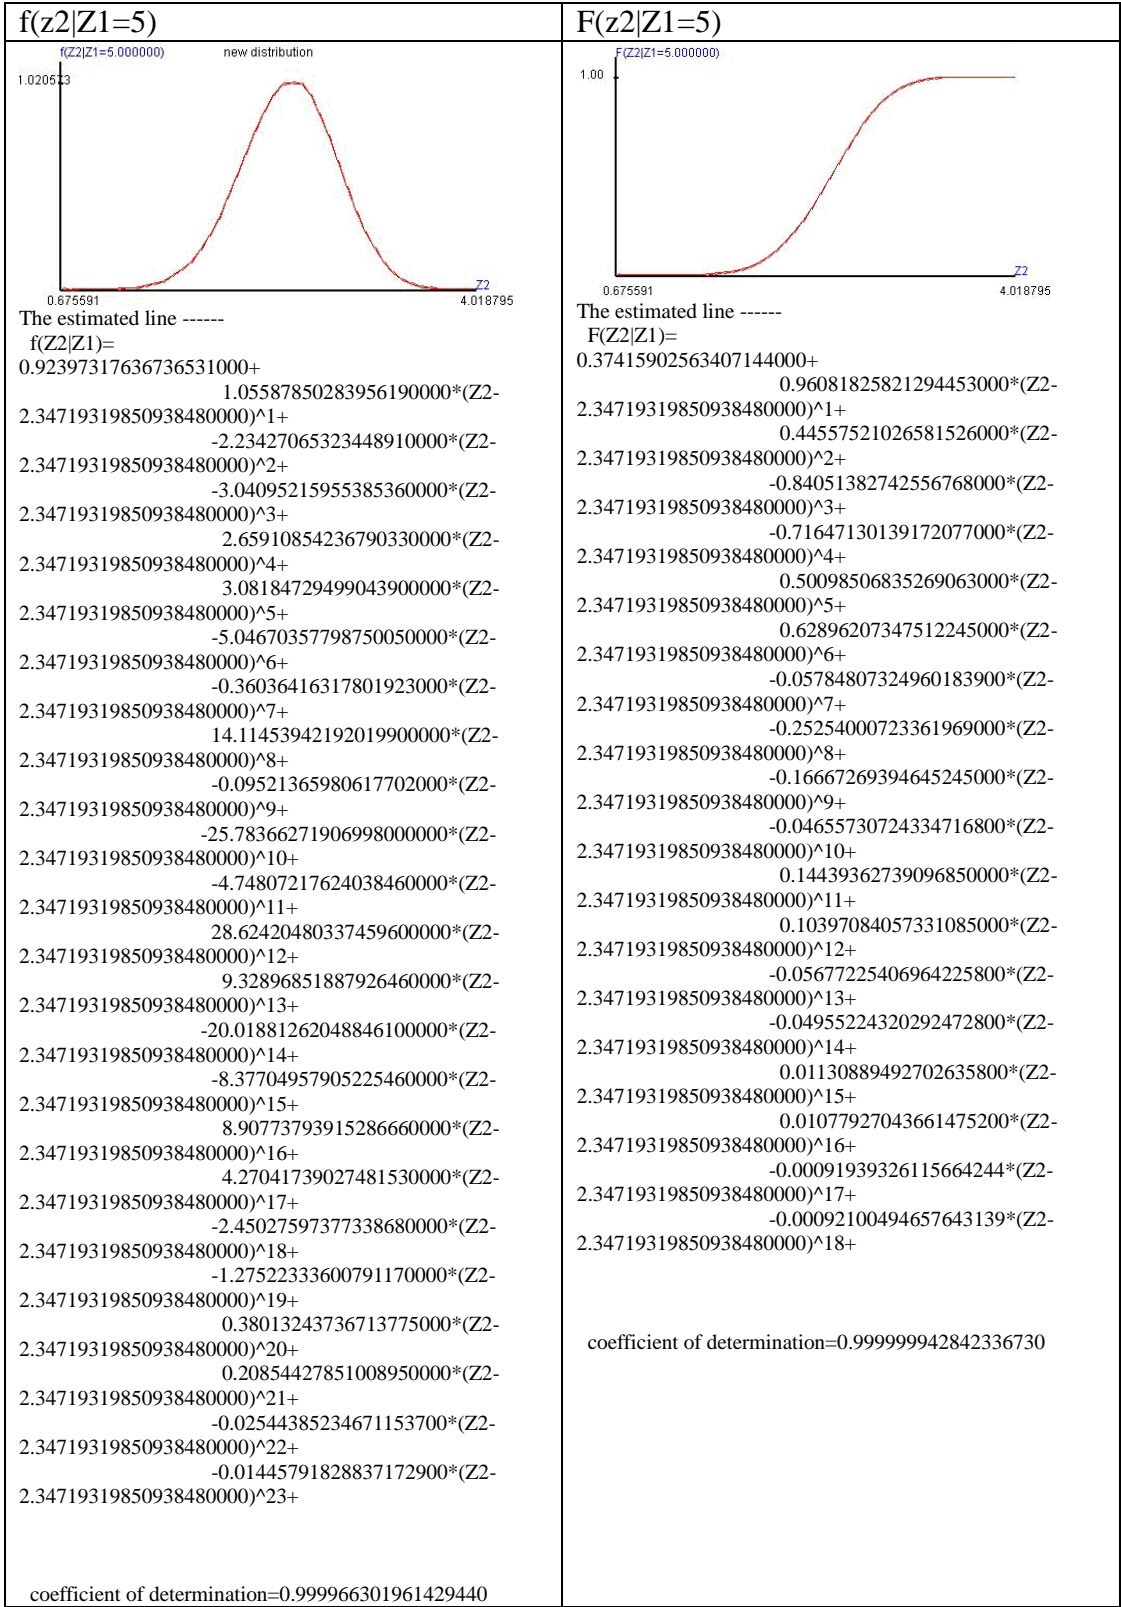 f(z2|Z1=5)
f(Z2|Z1=5.000000)
new distribution
1.020573
Z2
0.675591
4.018795
The estimated line ------
f(Z2|Z1)=
0.92397317636736531000+
1.05587850283956190000*(Z2-
2.34719319850938480000)^1+
-2.23427065323448910000*(Z2-
2.34719319850938480000)^2+
-3.04095215955385360000*(Z2-
2.34719319850938480000)^3+
2.65910854236790330000*(Z2-
2.34719319850938480000)^4+
3.08184729499043900000*(Z2-
2.34719319850938480000)^5+
-5.04670357798750050000*(Z2-
2.34719319850938480000)^6+
-0.36036416317801923000*(Z2-
2.34719319850938480000)^7+
14.11453942192019900000*(Z2-
2.34719319850938480000)^8+
-0.09521365980617702000*(Z2-
2.34719319850938480000)^9+
-25.78366271906998000000*(Z2-
2.34719319850938480000)^10+
-4.74807217624038460000*(Z2-
2.34719319850938480000)^11+
28.62420480337459600000*(Z2-
2.34719319850938480000)^12+
9.32896851887926460000*(Z2-
2.34719319850938480000)^13+
-20.01881262048846100000*(Z2-
2.34719319850938480000)^14+
-8.37704957905225460000*(Z2-
2.34719319850938480000)^15+
8.90773793915286660000*(Z2-
2.34719319850938480000)^16+
4.27041739027481530000*(Z2-
2.34719319850938480000)^17+
-2.45027597377338680000*(Z2-
2.34719319850938480000)^18+
-1.27522333600791170000*(Z2-
2.34719319850938480000)^19+
0.38013243736713775000*(Z2-
2.34719319850938480000)^20+
0.20854427851008950000*(Z2-
2.34719319850938480000)^21+
-0.02544385234671153700*(Z2-
2.34719319850938480000)^22+
-0.01445791828837172900*(Z2-
2.34719319850938480000)^23+
coefficient of determination=0.9999663019614​29440
F(z2|Z1=5)
F(Z2|Z1=5.000000)
1.00
Z2
0.675591
4.018795
The estimated line ------
F(Z2|Z1)=
0.37415902563407144000+
0.96081825821294453000*(Z2-
2.34719319850938480000)^1+
0.44557521026581526000*(Z2-
2.34719319850938480000)^2+
-0.84051382742556768000*(Z2-
2.34719319850938480000)^3+
-0.71647130139172077000*(Z2-
2.34719319850938480000)^4+
0.50098506835269063000*(Z2-
2.34719319850938480000)^5+
0.62896207347512245000*(Z2-
2.34719319850938480000)^6+
-0.05784807324960183900*(Z2-
2.34719319850938480000)^7+
-0.25254000723361969000*(Z2-
2.34719319850938480000)^8+
-0.16667269394645245000*(Z2-
2.34719319850938480000)^9+
-0.04655730724334716800*(Z2-
2.34719319850938480000)^10+
0.14439362739096850000*(Z2-
2.34719319850938480000)^11+
0.10397084057331085000*(Z2-
2.34719319850938480000)^12+
-0.05677225406964225800*(Z2-
2.34719319850938480000)^13+
-0.04955224320292472800*(Z2-
2.34719319850938480000)^14+
0.01130889492702635800*(Z2-
2.34719319850938480000)^15+
0.01077927043661475200*(Z2-
2.34719319850938480000)^16+
-0.00091939326115664244*(Z2-
2.34719319850938480000)^17+
-0.00092100494657643139*(Z2-
2.34719319850938480000)^18+
coefficient of determination=0.9999999428423​36730